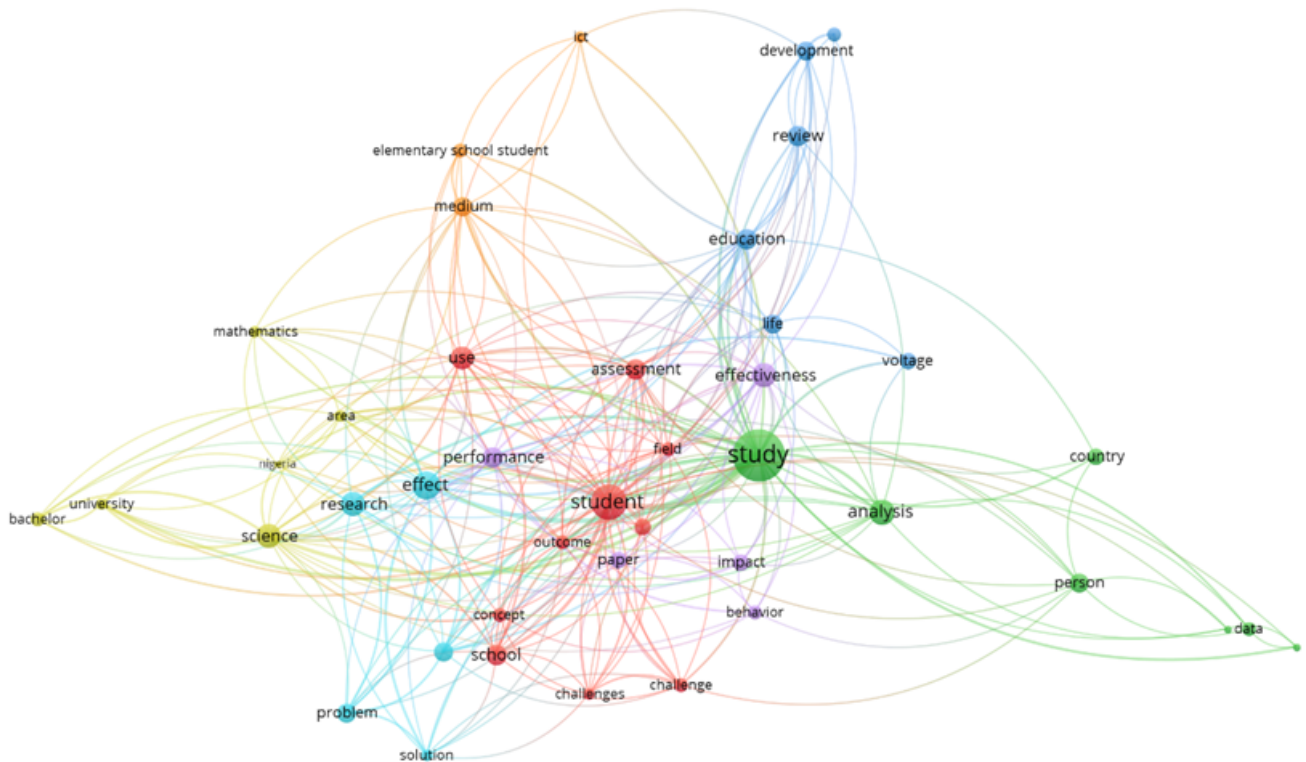 ict
development
review
elementary school student
medium
education
life
mathematics
use
voltage
assessment
effectiveness
area
field
study
country
performance
nigeria
effect
research
student
analysis
university
bachelor
science
outcome
paper
impact
person
concept
behavior
data
school
challenge
challenges
problem
solution